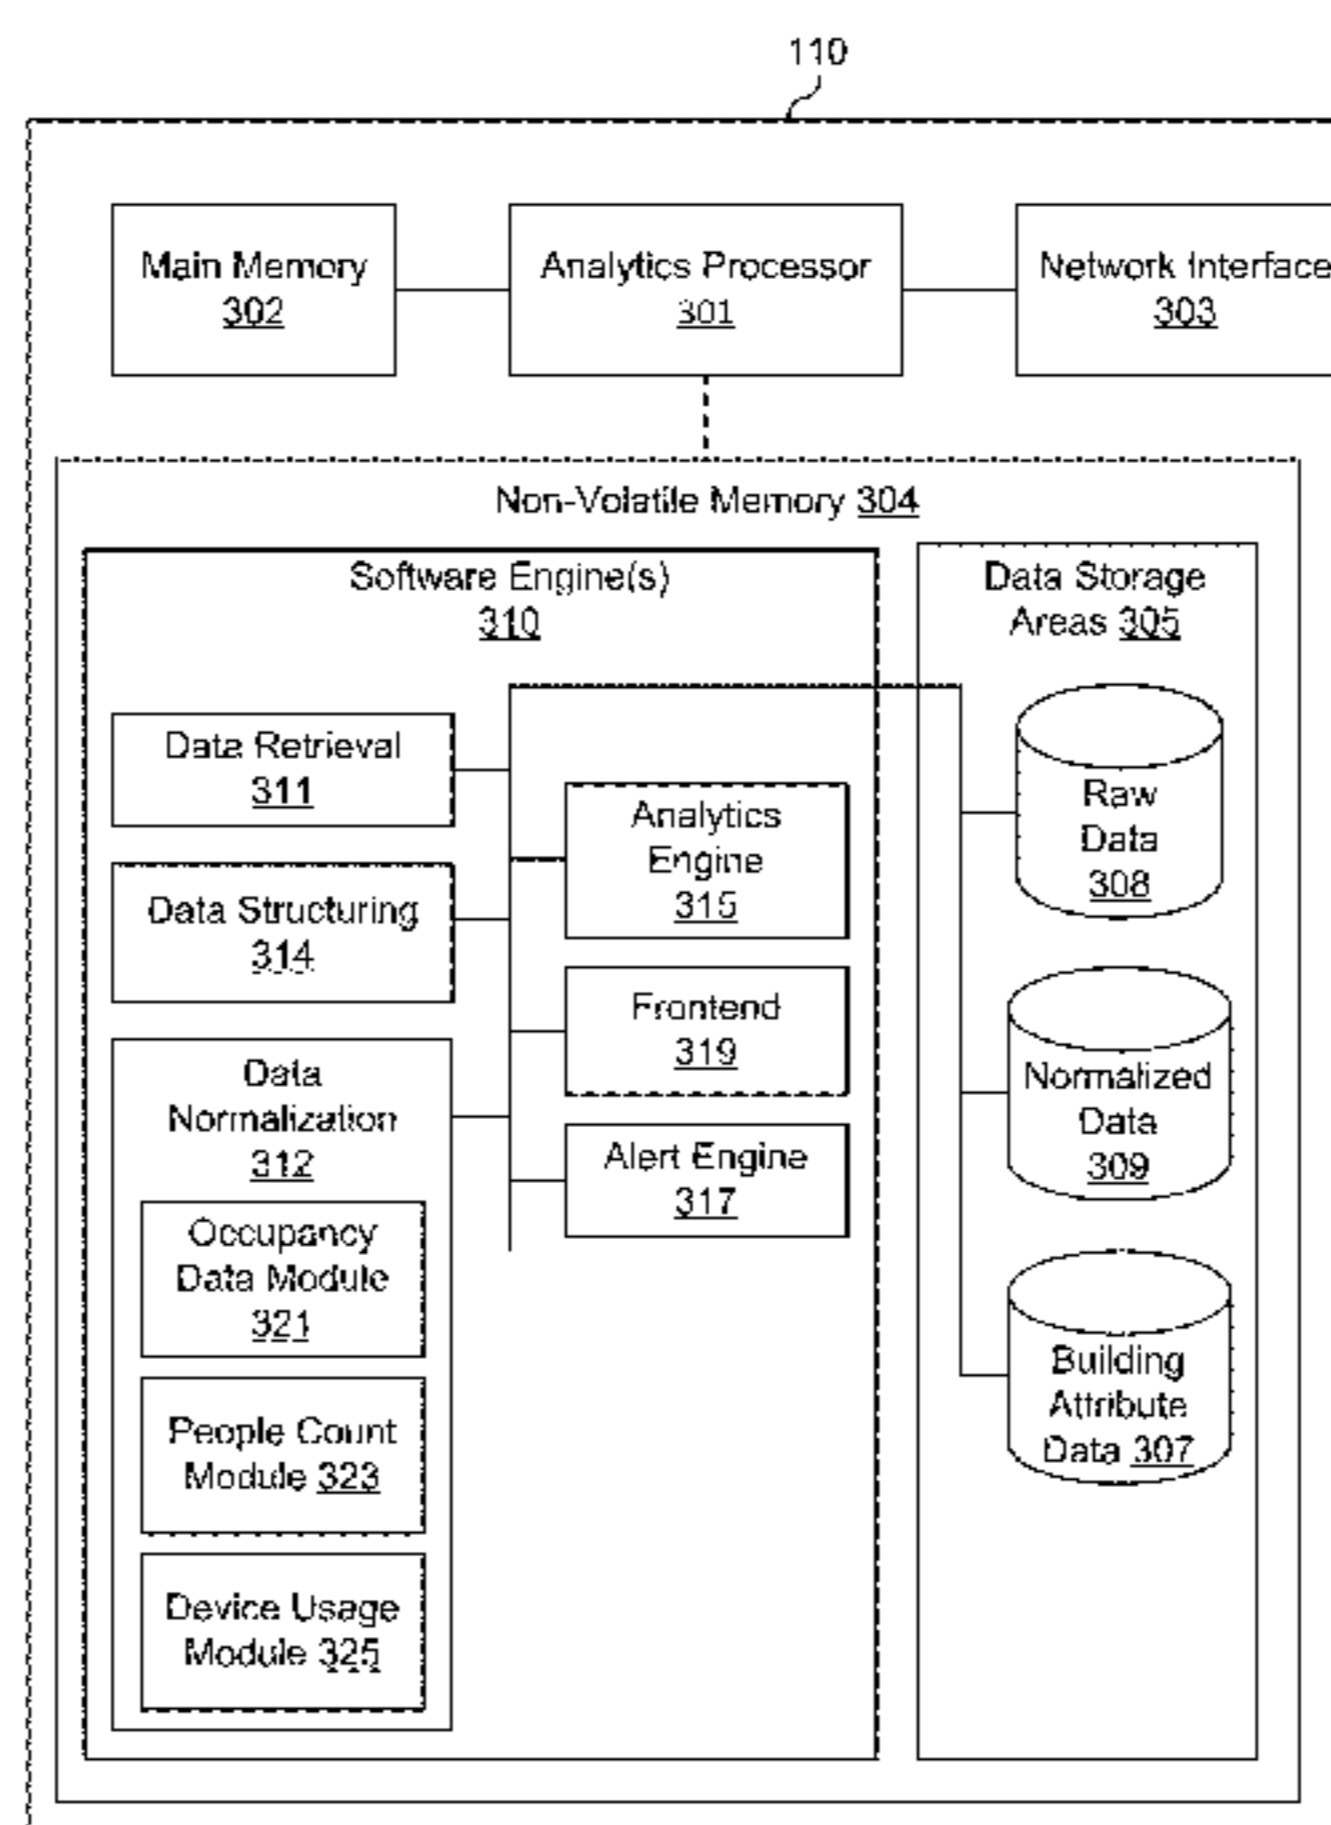 110
Main Memory
302
Analytics Processor
301
Network Interface
303
Non-Volatile Memory 304
Software Engine(s)
310
Data Retrieval
311
Data Structuring
314
Data
Normalization
312
Occupancy
Data Module
321
People Count
Module 323
Device Usage
Module 325
Analytics
Engine
315
Frontend
319
Alert Engine
317
Data Storage
Areas 305
Raw
Data
308
Normalized
Data
309
Building
Attribute
Data 307